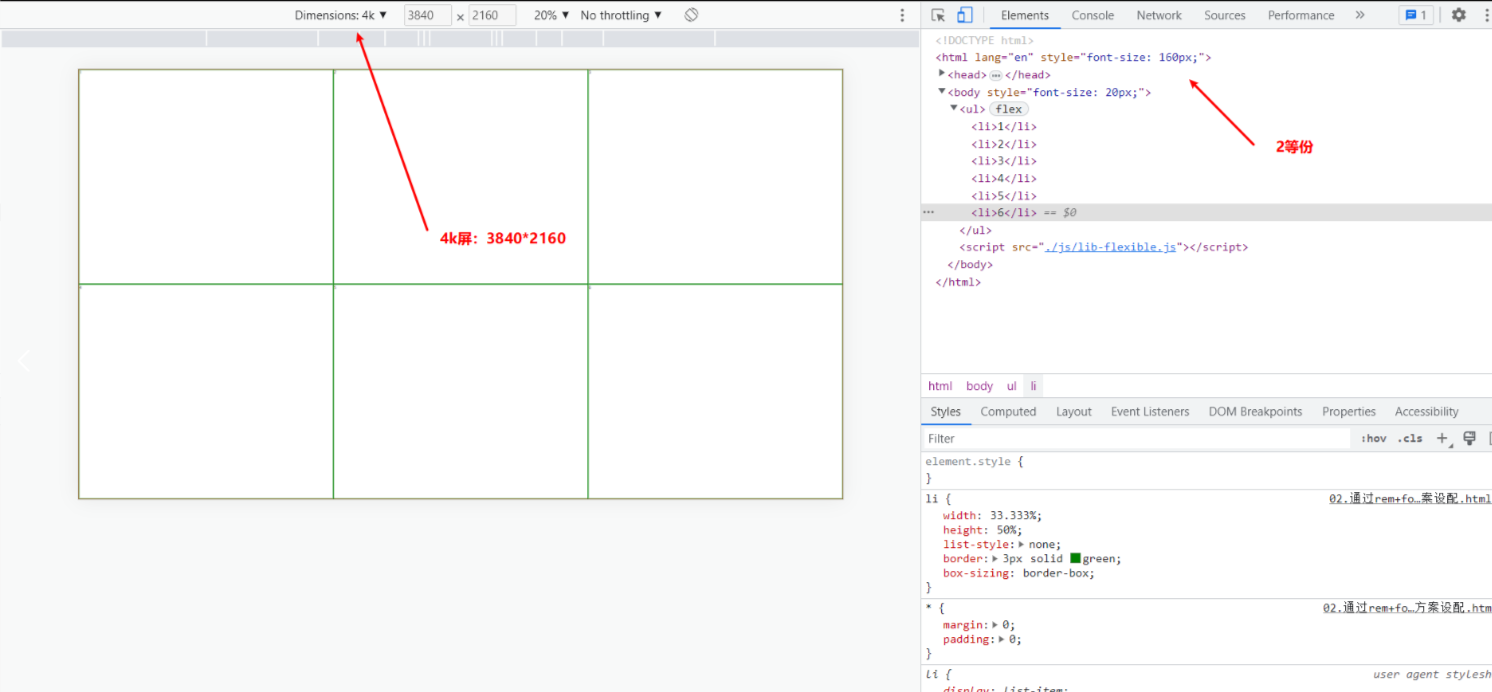 Dimensions: 4k ▼ 3840 × 2160 20% ▼ No throttling ▼
Elements Console Network Sources Performance » 1
<!DOCTYPE html>
<html lang="en" style="font-size: 160px;">
▶<head>…</head>
▼<body style="font-size: 20px;">
▼<ul> flex
<li>1</li>
<li>2</li>
<li>3</li>
<li>4</li>
<li>5</li>
… <li>6</li> == $0
</ul>
<script src="./js/lib-flexible.js"></script>
</body>
</html>
2等份
4k屏：3840*2160
html body ul li
Styles Computed Layout Event Listeners DOM Breakpoints Properties Accessibility
Filter :hov .cls +
element.style {
}
li { 02.通过rem+fo…案设配.html
width: 33.333%;
height: 50%;
list-style:▶ none;
border:▶ 3px solid green;
box-sizing: border-box;
}
* { 02.通过rem+fo…方案设配.htm
margin:▶ 0;
padding:▶ 0;
}
li { user agent stylesh
display: list-item;